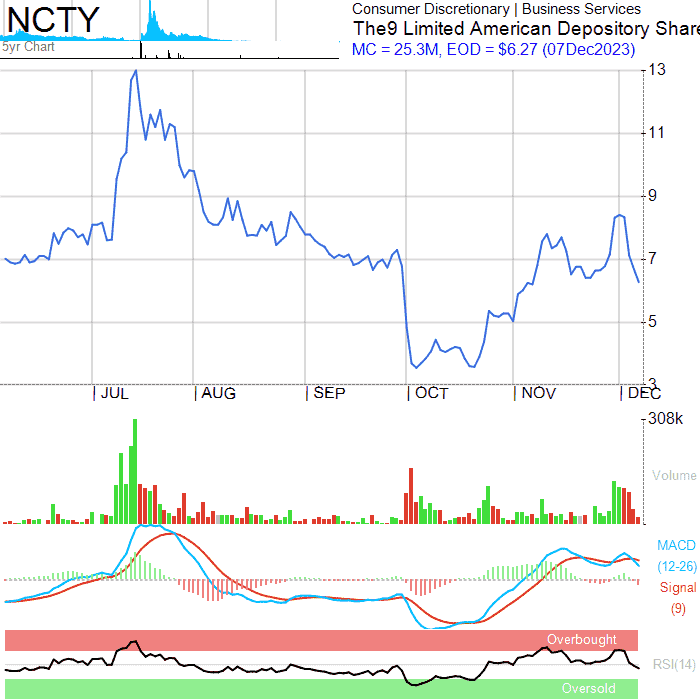 NCTY
5yr Chart
Consumer Discretionary | Business Services
The9 Limited American Depository Share
MC = 25.3M, EOD = $6.27 (07Dec2023)
13
11
9
7
5
3
JUL AUG SEP OCT NOV DEC
308k
Volume
MACD
(12-26)
Signal
(9)
Overbought
RSI(14)
Oversold